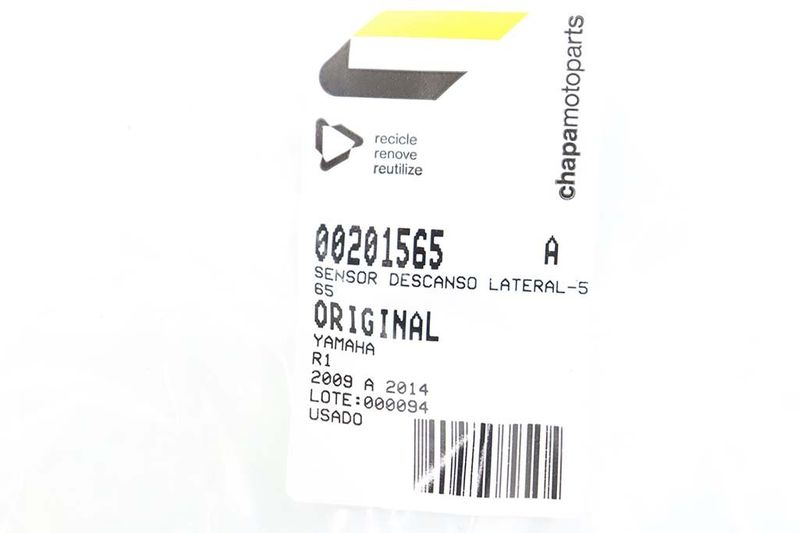 chapamotoparts
recicle
renove
reutilize
00201565 A
SENSOR DESCANSO LATERAL-5
65
ORIGINAL
YAMAHA
R1
2009 A 2014
LOTE:000094
USADO